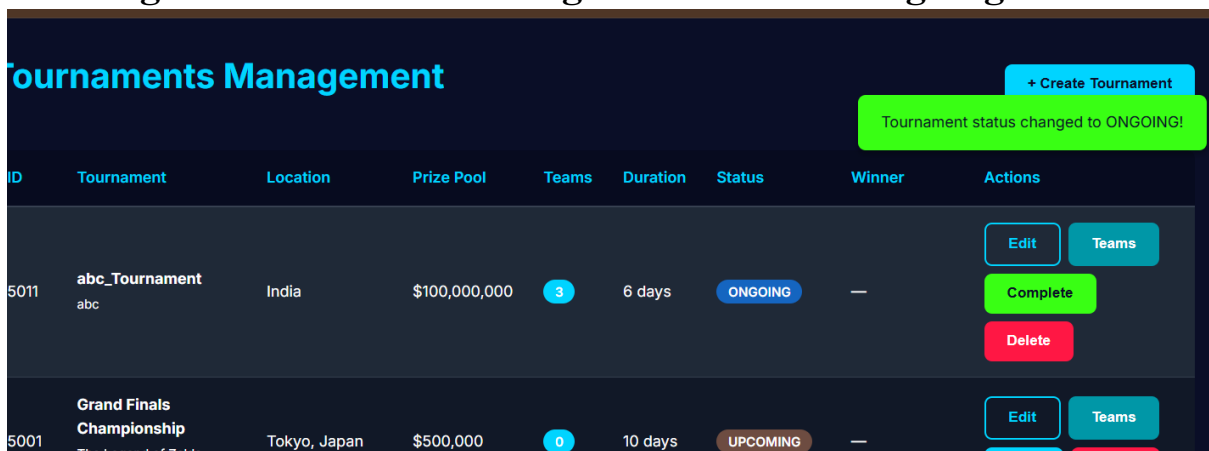 Tournaments Management
+ Create Tournament
Tournament status changed to ONGOING!
ID Tournament Location Prize Pool Teams Duration Status Winner Actions
5011 abc_Tournament India $100,000,000 3 6 days ONGOING — Edit Teams
abc
Complete
Delete
Grand Finals
Championship
5001 Tokyo, Japan $500,000 0 10 days UPCOMING — Edit Teams